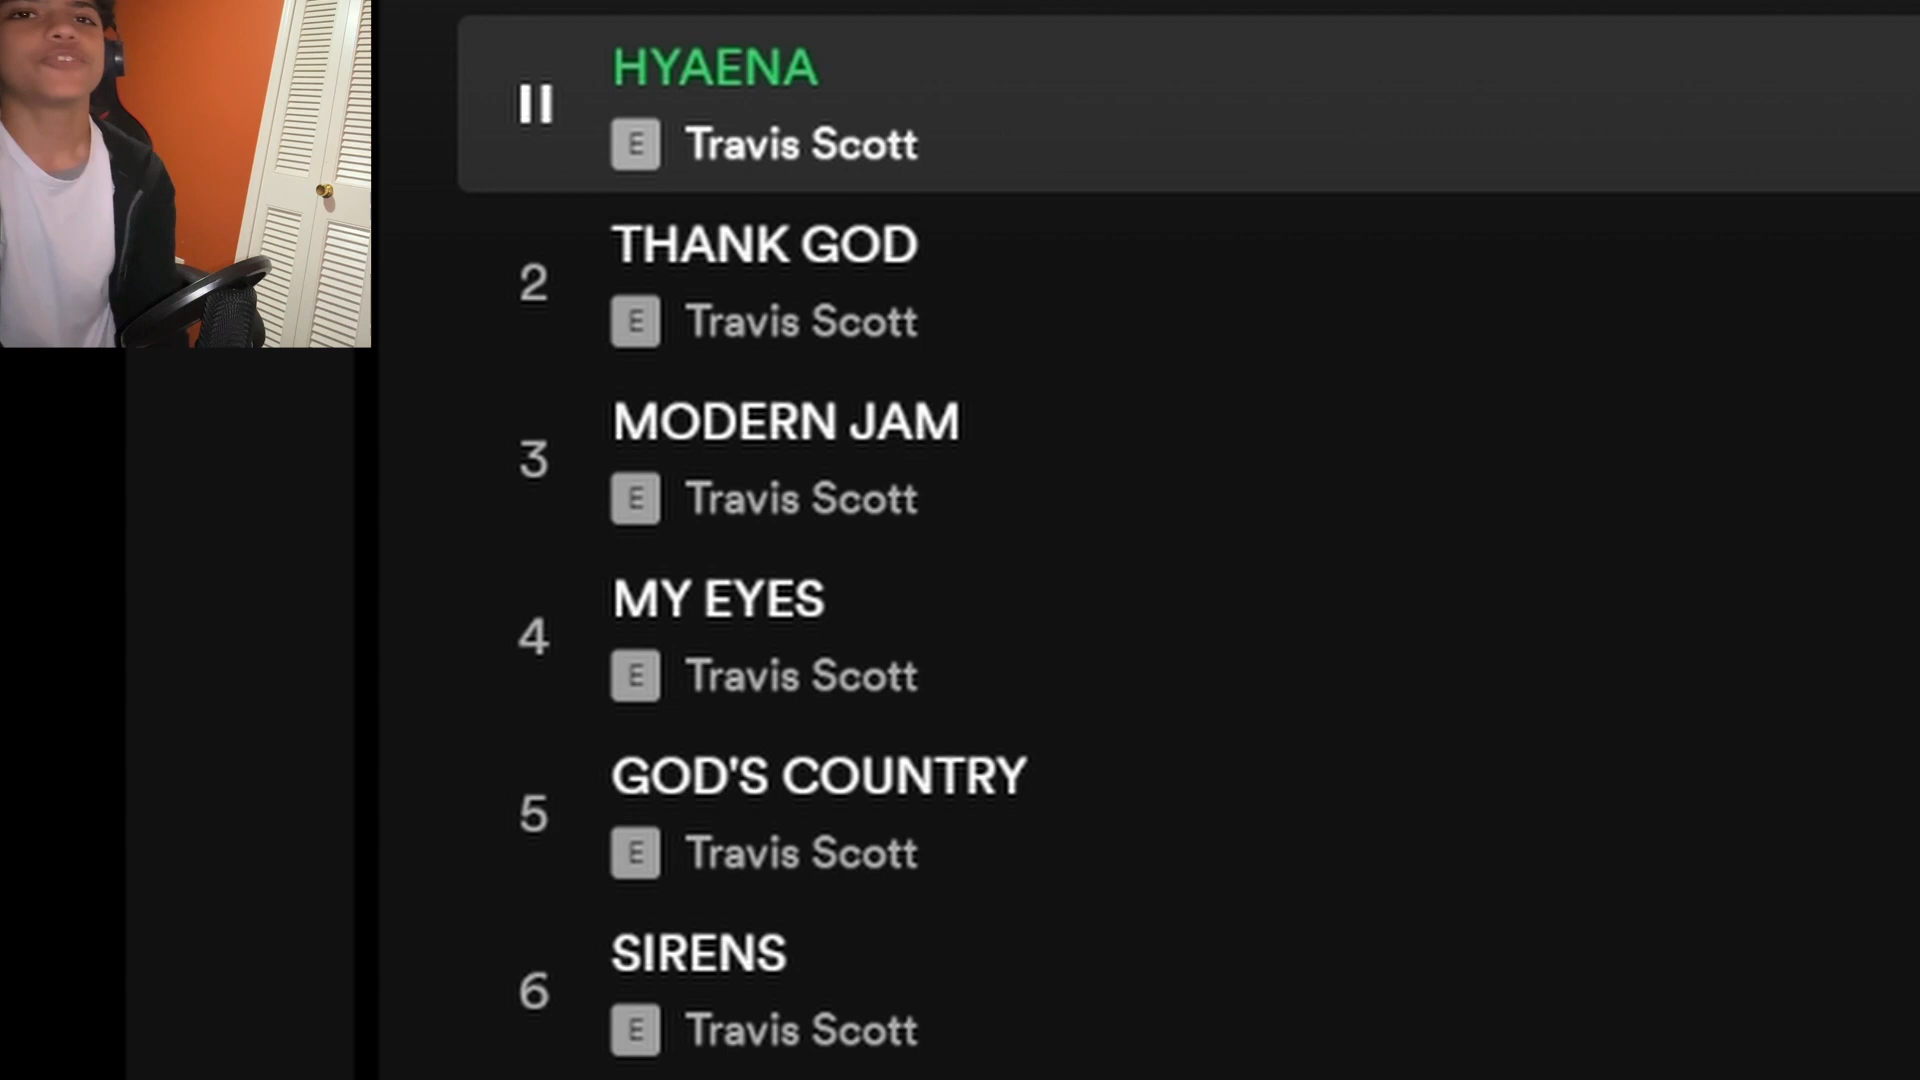 HYAENA
E Travis Scott
2
THANK GOD
E Travis Scott
3
MODERN JAM
E Travis Scott
4
MY EYES
E Travis Scott
5
GOD'S COUNTRY
E Travis Scott
6
SIRENS
E Travis Scott